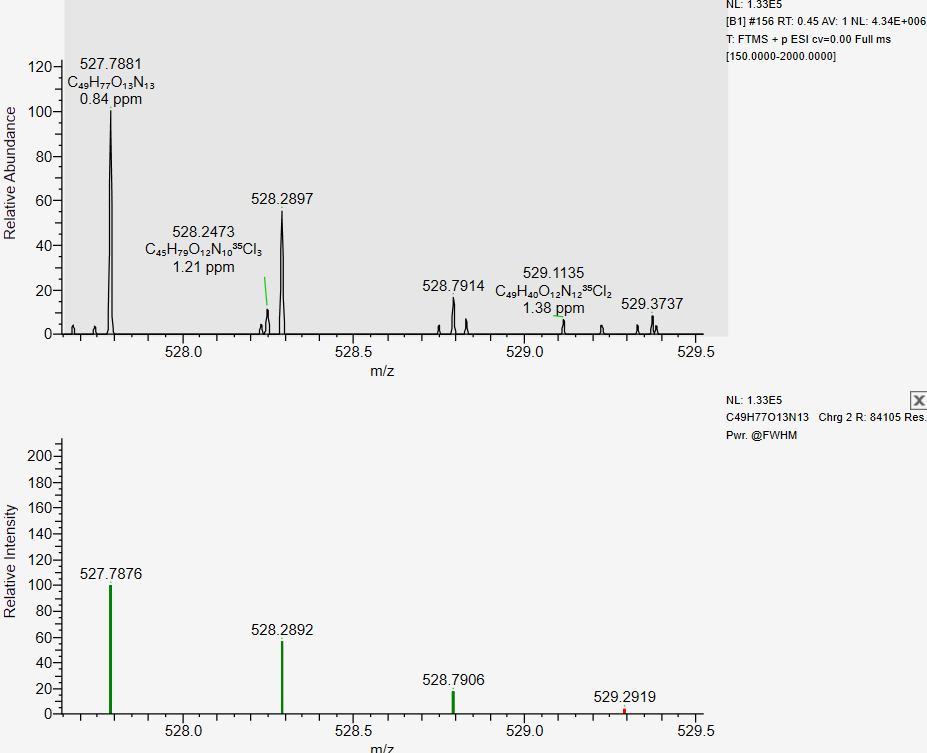 NL: 1.33E5
[B1] #156 RT: 0.45 AV: 1 NL: 4.34E+006
T: FTMS + p ESI cv=0.00 Full ms
[150.0000-2000.0000]
527.7881
C₄₉H₇₇O₁₃N₁₃
0.84 ppm
528.2897
528.2473
C₄₅H₇₉O₁₂N₁₀³⁵Cl₃
1.21 ppm
528.7914
529.1135
C₄₉H₄₀O₁₂N₁₂³⁵Cl₂
1.38 ppm
529.3737
Relative Abundance
120
100
80
60
40
20
0
528.0 528.5 529.0 529.5
m/z
NL: 1.33E5
C49H77O13N13 Chrg 2 R: 84105 Res.
Pwr. @FWHM
Relative Intensity
200
180
160
140
120
100
80
60
40
20
0
527.7876
528.2892
528.7906
529.2919
528.0 528.5 529.0 529.5
m/z